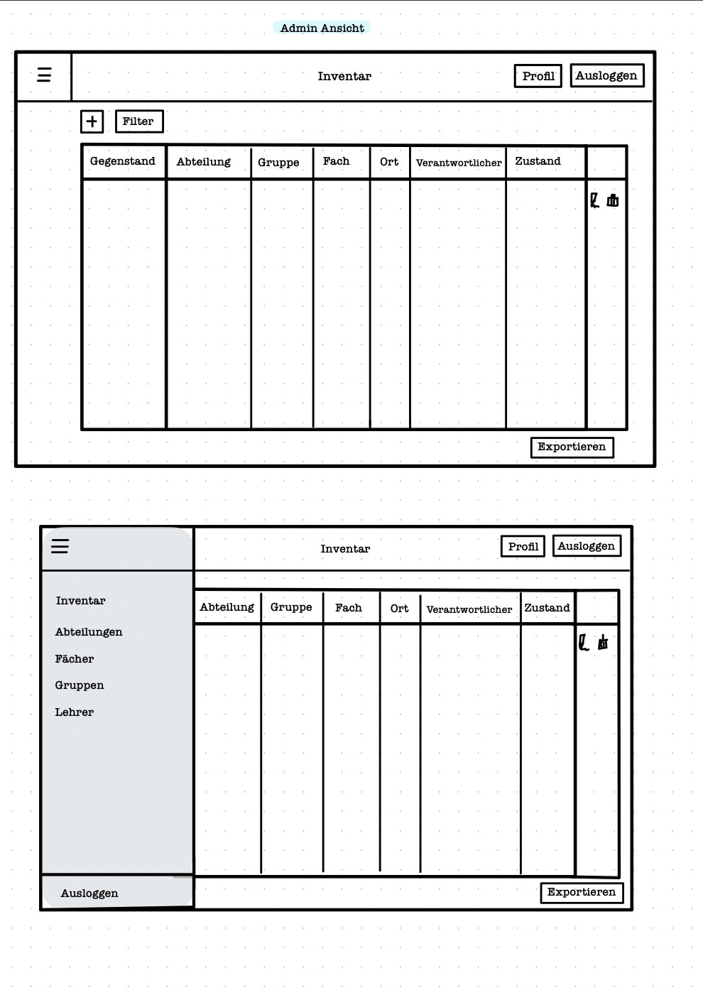 Admin Ansicht
Inventar Profil Ausloggen
+ Filter
Gegenstand Abteilung Gruppe Fach Ort Verantwortlicher Zustand
Exportieren
Inventar Profil Ausloggen
Inventar
Abteilungen
Fächer
Gruppen
Lehrer
Ausloggen
Abteilung Gruppe Fach Ort Verantwortlicher Zustand
Exportieren